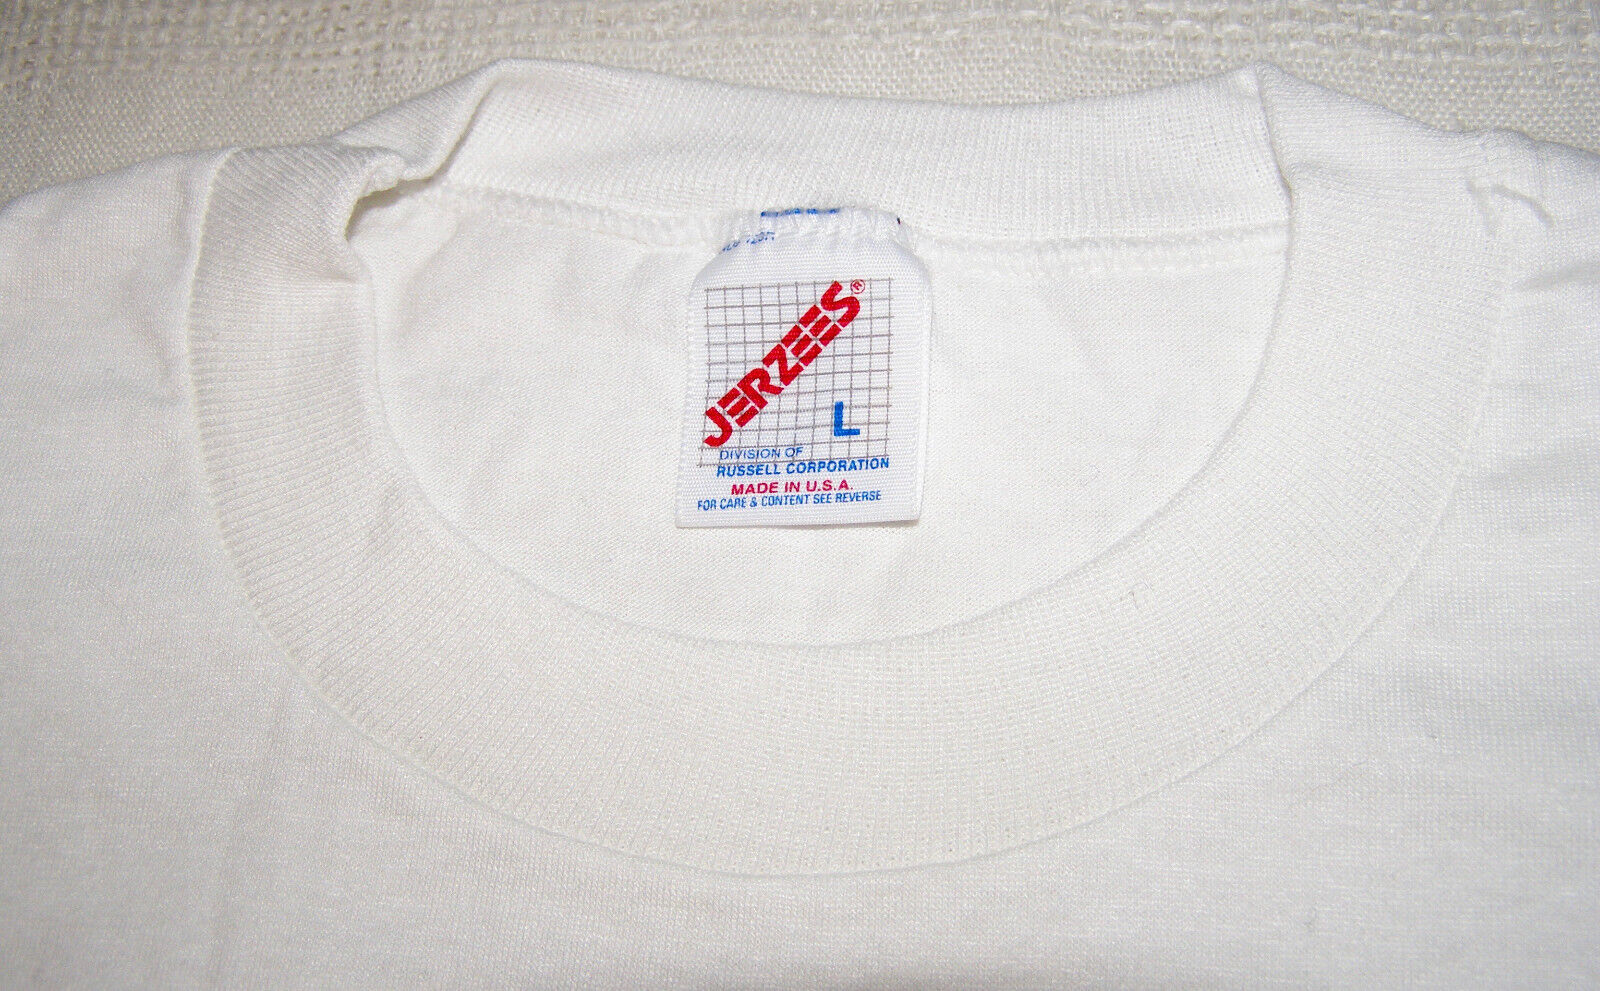 JERZEES®
L
DIVISION OF
RUSSELL CORPORATION
MADE IN U.S.A.
FOR CARE & CONTENT SEE REVERSE